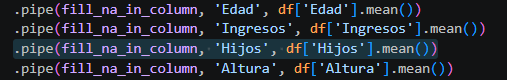 .pipe(fill_na_in_column, 'Edad', df['Edad'].mean())
.pipe(fill_na_in_column, 'Ingresos', df['Ingresos'].mean())
.pipe(fill_na_in_column, 'Hijos', df['Hijos'].mean())
.pipe(fill_na_in_column, 'Altura', df['Altura'].mean())